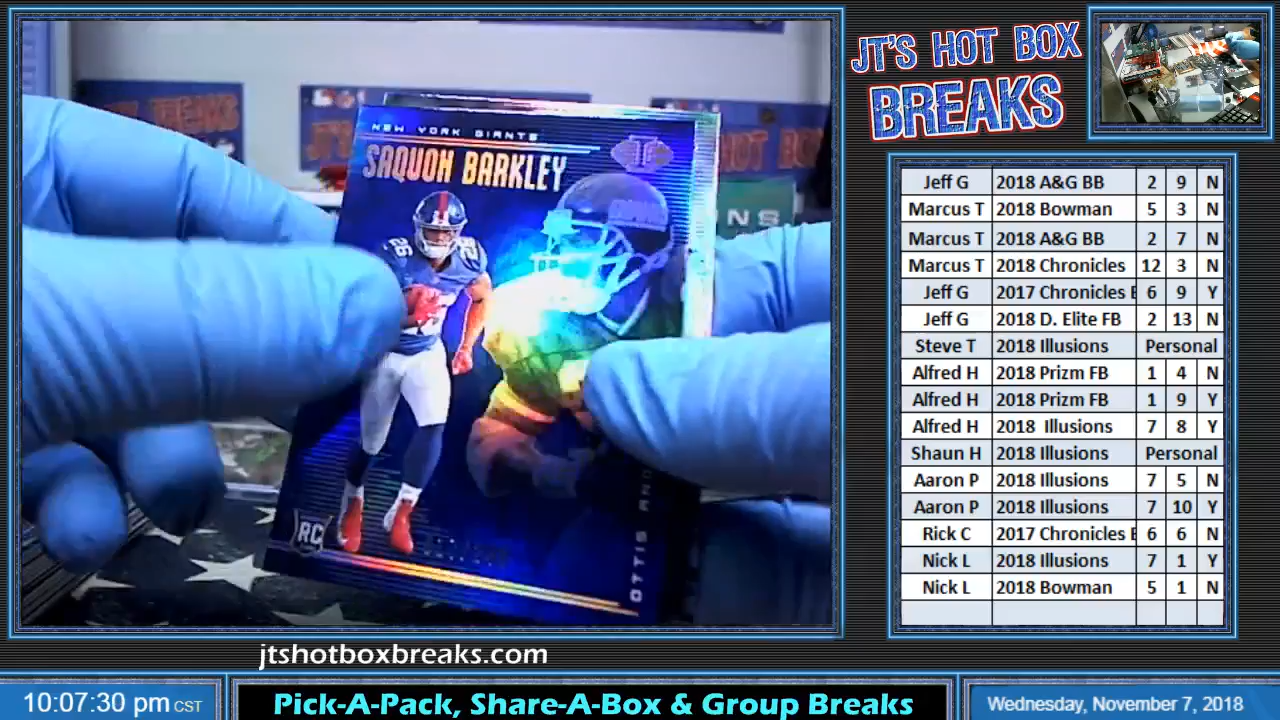 NEW YORK GIANTS
SAQUON BARKLEY
RC
OTTIS AND
NS
HOT BOX
JT'S HOT BOX
BREAKS
Jeff G 2018 A&G BB 2 9 N
Marcus T 2018 Bowman 5 3 N
Marcus T 2018 A&G BB 2 7 N
Marcus T 2018 Chronicles 12 3 N
Jeff G 2017 Chronicles 6 9 Y
Jeff G 2018 D. Elite FB 2 13 N
Steve T 2018 Illusions Personal
Alfred H 2018 Prizm FB 1 4 N
Alfred H 2018 Prizm FB 1 9 Y
Alfred H 2018 Illusions 7 8 Y
Shaun H 2018 Illusions Personal
Aaron P 2018 Illusions 7 5 N
Aaron P 2018 Illusions 7 10 Y
Rick C 2017 Chronicles 6 6 N
Nick L 2018 Illusions 7 1 Y
Nick L 2018 Bowman 5 1 N
jtshotboxbreaks.com
10:07:30 pm CST
Pick-A-Pack, Share-A-Box & Group Breaks
Wednesday, November 7, 2018